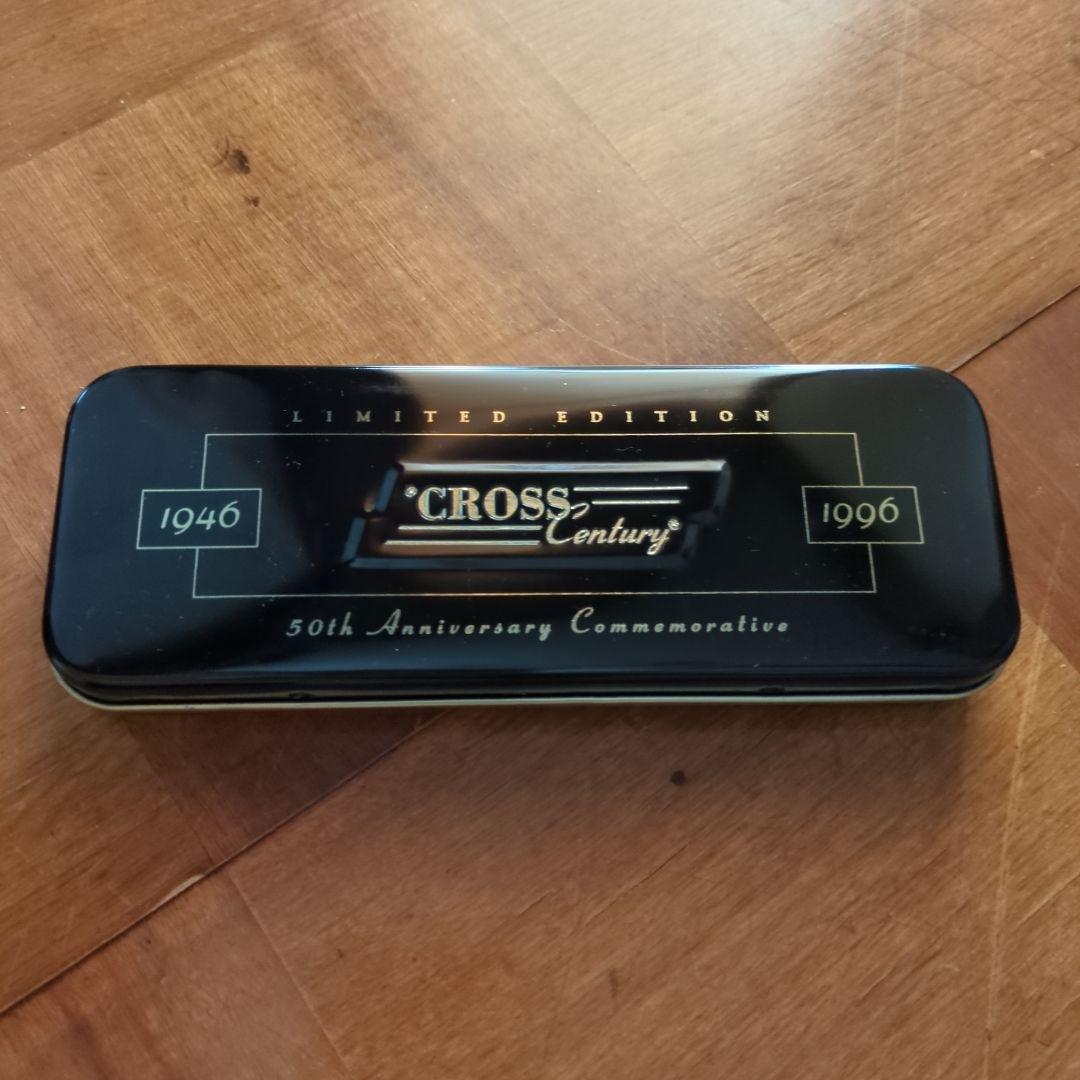 LIMITED EDITION
1946
®CROSS
Century®
1996
50th Anniversary Commemorative